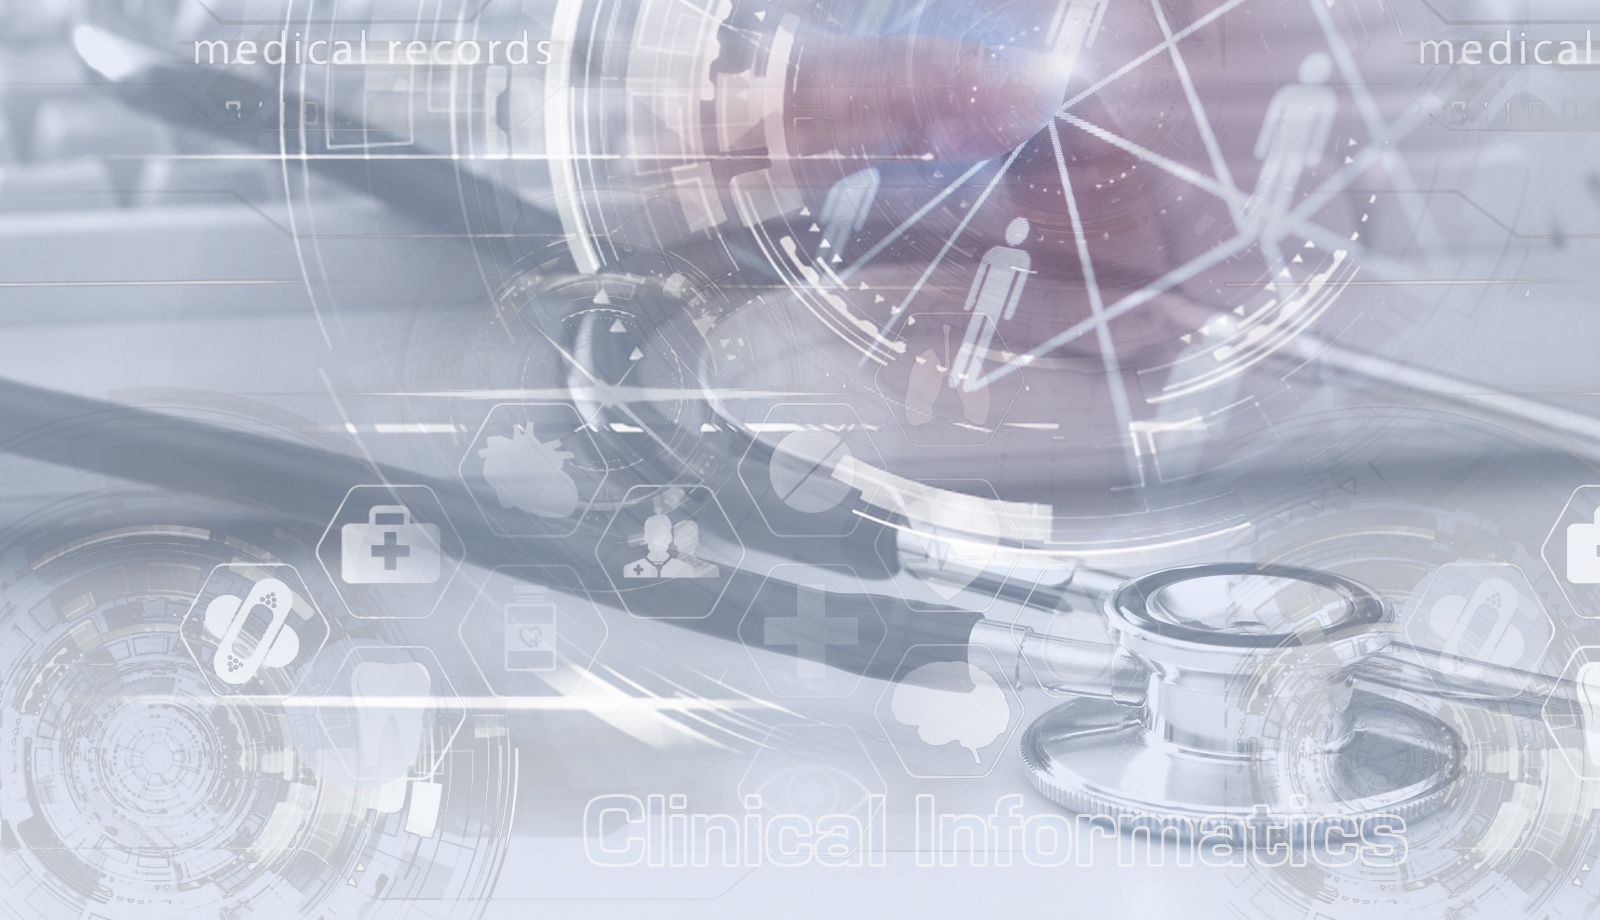 medical records
medical
Clinical Informatics